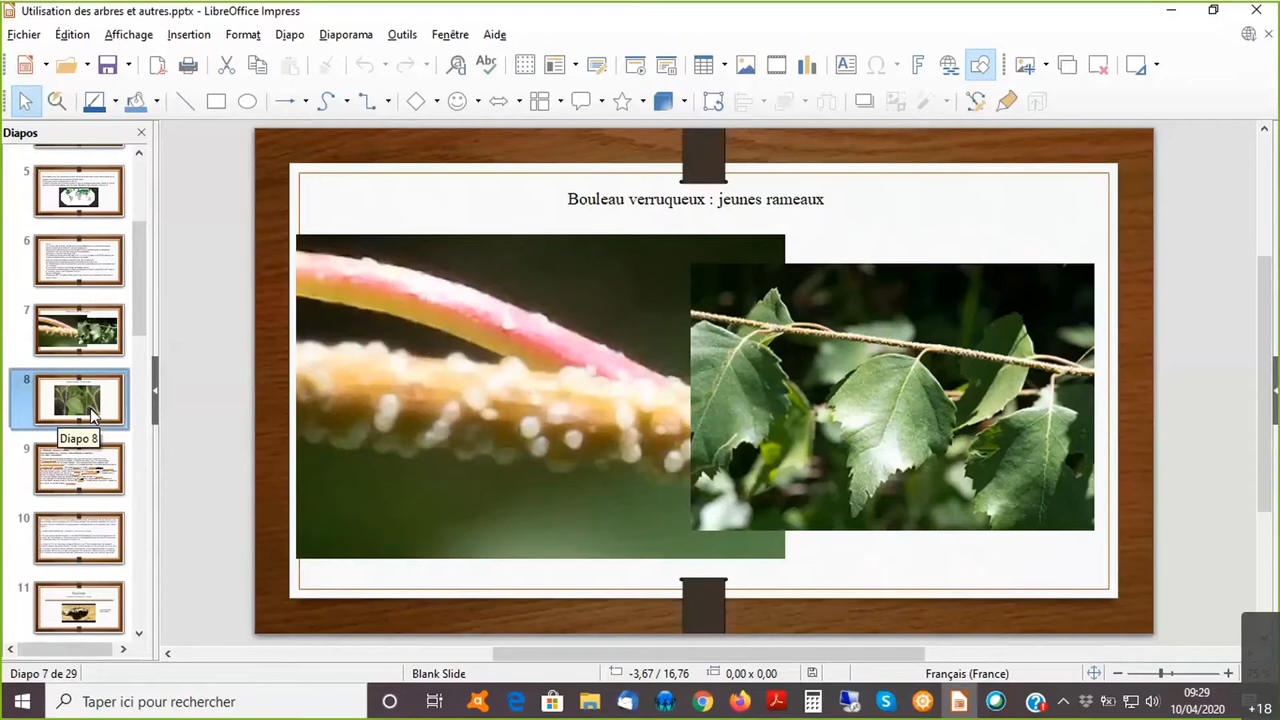 Utilisation des arbres et autres.pptx - LibreOffice Impress
Fichier Édition Affichage Insertion Format Diapo Diaporama Outils Fenêtre Aide
Diapos
5
6
7
8
Diapo 8
9
10
11
Bouleau verruqueux : jeunes rameaux
Diapo 7 de 29
Blank Slide
-3,67 / 16,76
0,00 x 0,00
Français (France)
75 %
Taper ici pour rechercher
09:29
10/04/2020
+18